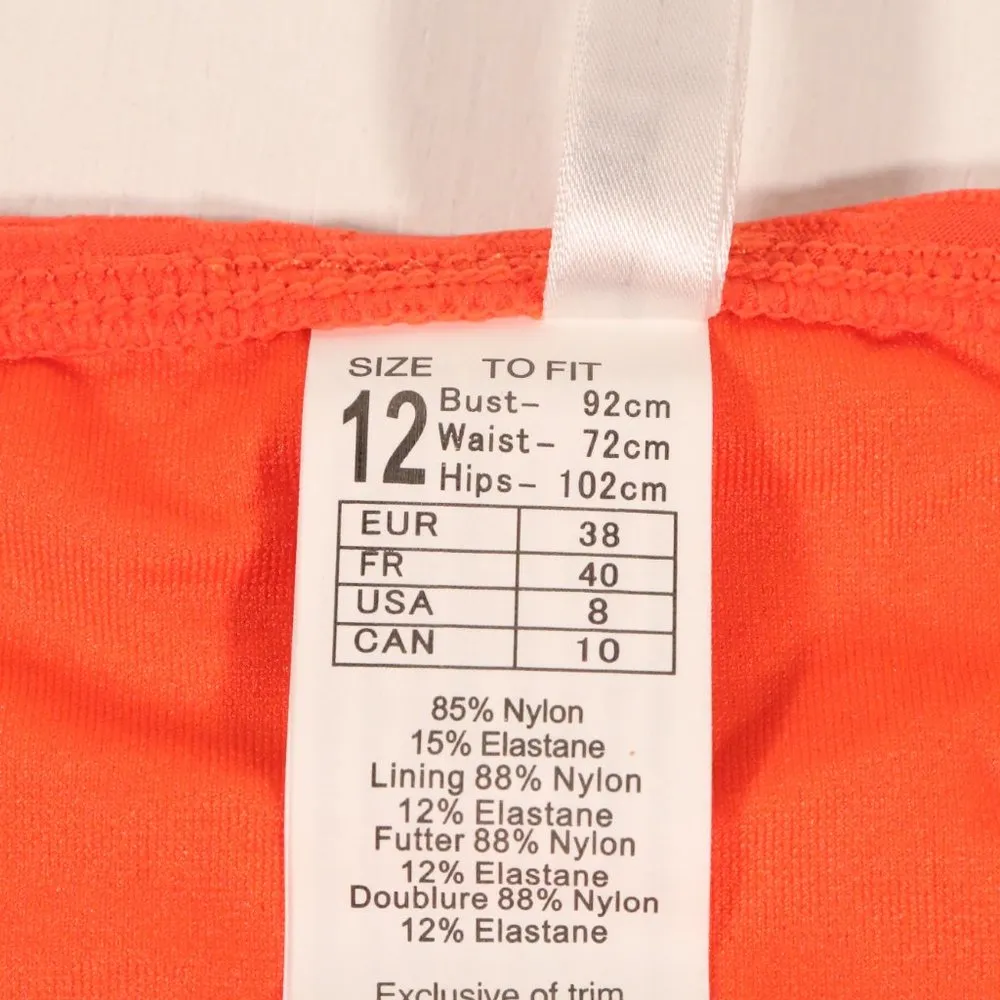 SIZE TO FIT
12 Bust- 92cm
Waist- 72cm
Hips- 102cm
EUR 38
FR 40
USA 8
CAN 10
85% Nylon
15% Elastane
Lining 88% Nylon
12% Elastane
Futter 88% Nylon
12% Elastane
Doublure 88% Nylon
12% Elastane
Exclusive of trim